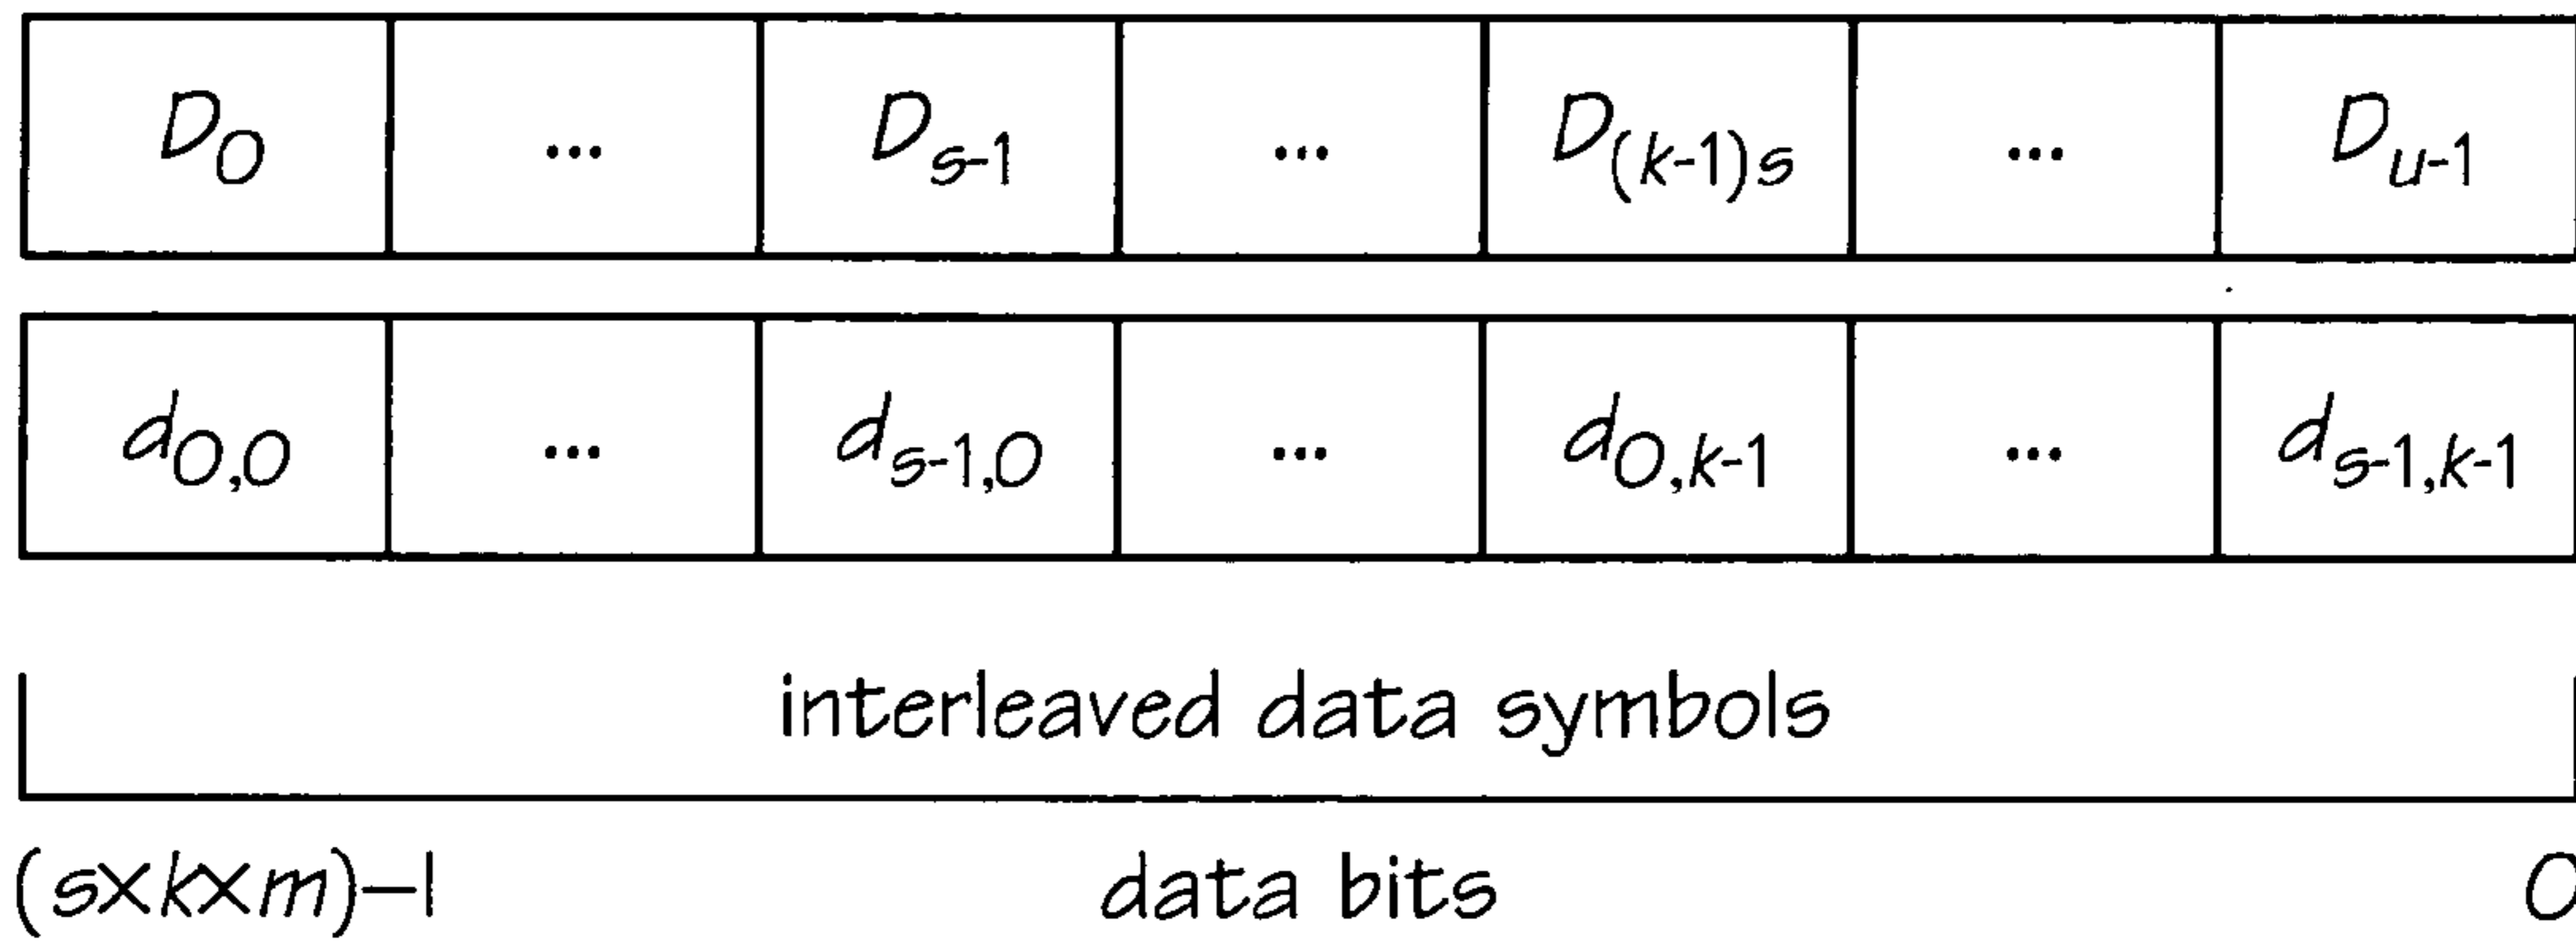 D0 ... Ds-1 ... D(k-1)s ... Du-1
d0,0 ... ds-1,0 ... d0,k-1 ... ds-1,k-1
interleaved data symbols
(s×k×m)–1 data bits 0